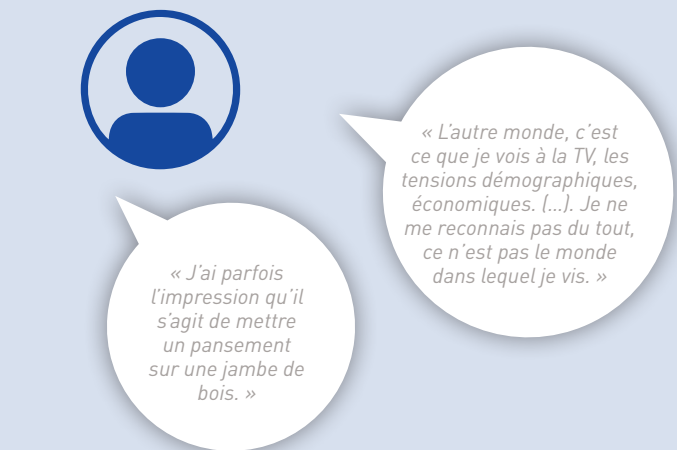 « L’autre monde, c’est
ce que je vois à la TV, les
tensions démographiques,
économiques. (…). Je ne
me reconnais pas du tout,
ce n’est pas le monde
dans lequel je vis. »
« J’ai parfois
l’impression qu’il
s’agit de mettre
un pansement
sur une jambe de
bois. »